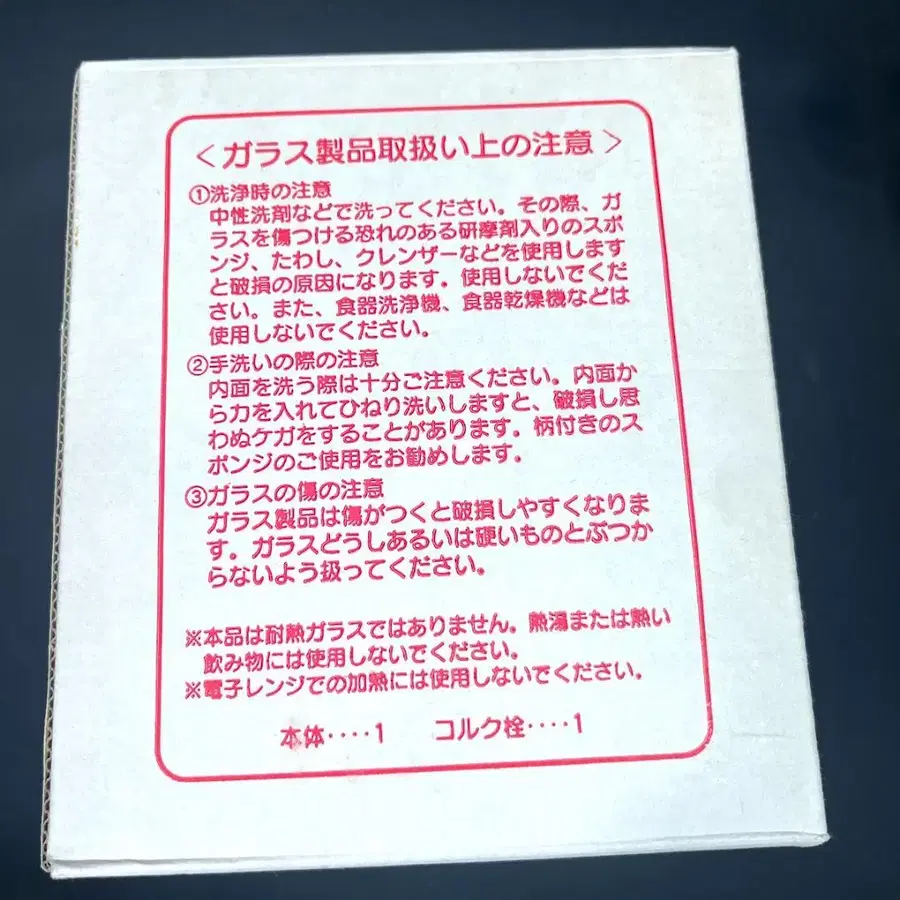 ＜ガラス製品取扱い上の注意＞
①洗浄時の注意
中性洗剤などで洗ってください。その際、ガ
ラスを傷つける恐れのある研摩剤入りのスポ
ンジ、たわし、クレンザーなどを使用します
と破損の原因になります。使用しないでくだ
さい。また、食器洗浄機、食器乾燥機などは
使用しないでください。
②手洗いの際の注意
内面を洗う際は十分ご注意ください。内面か
ら力を入れてひねり洗いしますと、破損し思
わぬケガをすることがあります。柄付きのス
ポンジのご使用をお勧めします。
③ガラスの傷の注意
ガラス製品は傷がつくと破損しやすくなりま
す。ガラスどうしあるいは硬いものとぶつか
らないよう扱ってください。
※本品は耐熱ガラスではありません。熱湯または熱い
飲み物には使用しないでください。
※電子レンジでの加熱には使用しないでください。
本体‥‥1　コルク栓‥‥1